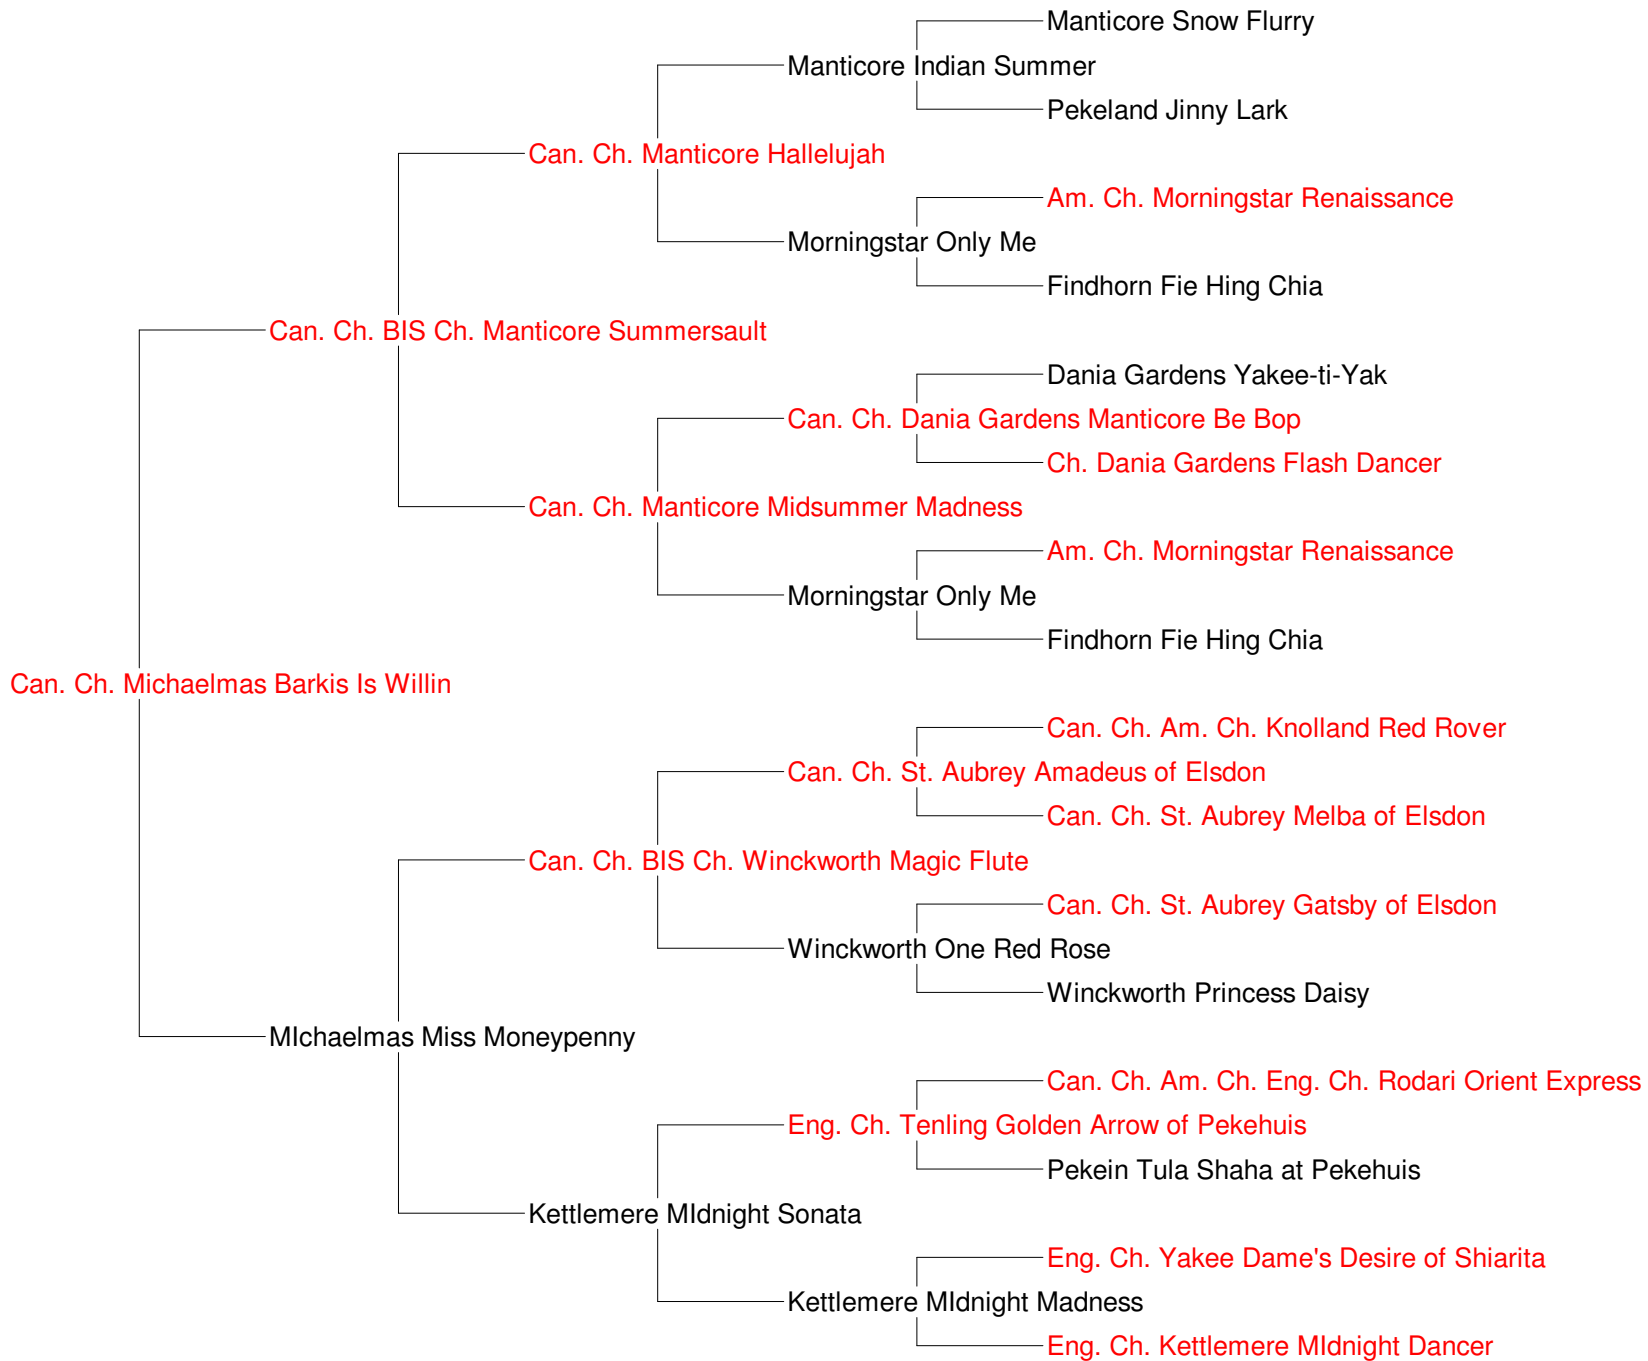 Manticore Snow Flurry
Manticore Indian Summer
Pekeland Jinny Lark
Can. Ch. Manticore Hallelujah
Am. Ch. Morningstar Renaissance
Morningstar Only Me
Findhorn Fie Hing Chia
Can. Ch. BIS Ch. Manticore Summersault
Dania Gardens Yakee-ti-Yak
Can. Ch. Dania Gardens Manticore Be Bop
Ch. Dania Gardens Flash Dancer
Can. Ch. Manticore Midsummer Madness
Am. Ch. Morningstar Renaissance
Morningstar Only Me
Findhorn Fie Hing Chia
Can. Ch. Michaelmas Barkis Is Willin
Can. Ch. Am. Ch. Knolland Red Rover
Can. Ch. St. Aubrey Amadeus of Elsdon
Can. Ch. St. Aubrey Melba of Elsdon
Can. Ch. BIS Ch. Winckworth Magic Flute
Can. Ch. St. Aubrey Gatsby of Elsdon
Winckworth One Red Rose
Winckworth Princess Daisy
MIchaelmas Miss Moneypenny
Can. Ch. Am. Ch. Eng. Ch. Rodari Orient Express
Eng. Ch. Tenling Golden Arrow of Pekehuis
Pekein Tula Shaha at Pekehuis
Kettlemere MIdnight Sonata
Eng. Ch. Yakee Dame's Desire of Shiarita
Kettlemere MIdnight Madness
Eng. Ch. Kettlemere MIdnight Dancer